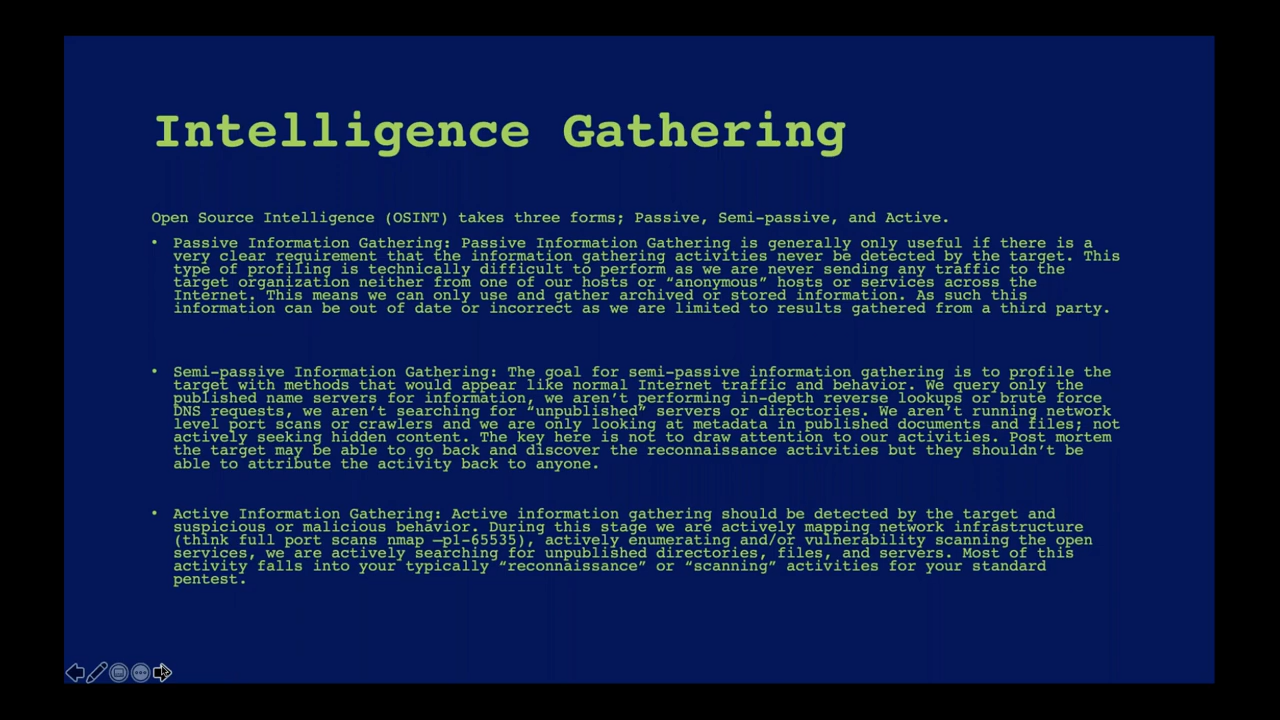 Intelligence Gathering
Open Source Intelligence (OSINT) takes three forms; Passive, Semi-passive, and Active.
• Passive Information Gathering: Passive Information Gathering is generally only useful if there is a
very clear requirement that the information gathering activities never be detected by the target. This
type of profiling is technically difficult to perform as we are never sending any traffic to the
target organization neither from one of our hosts or “anonymous” hosts or services across the
Internet. This means we can only use and gather archived or stored information. As such this
information can be out of date or incorrect as we are limited to results gathered from a third party.
• Semi-passive Information Gathering: The goal for semi-passive information gathering is to profile the
target with methods that would appear like normal Internet traffic and behavior. We query only the
published name servers for information, we aren’t performing in-depth reverse lookups or brute force
DNS requests, we aren’t searching for “unpublished” servers or directories. We aren’t running network
level port scans or crawlers and we are only looking at metadata in published documents and files; not
actively seeking hidden content. The key here is not to draw attention to our activities. Post mortem
the target may be able to go back and discover the reconnaissance activities but they shouldn’t be
able to attribute the activity back to anyone.
• Active Information Gathering: Active information gathering should be detected by the target and
suspicious or malicious behavior. During this stage we are actively mapping network infrastructure
(think full port scans nmap –p1-65535), actively enumerating and/or vulnerability scanning the open
services, we are actively searching for unpublished directories, files, and servers. Most of this
activity falls into your typically “reconnaissance” or “scanning” activities for your standard
pentest.